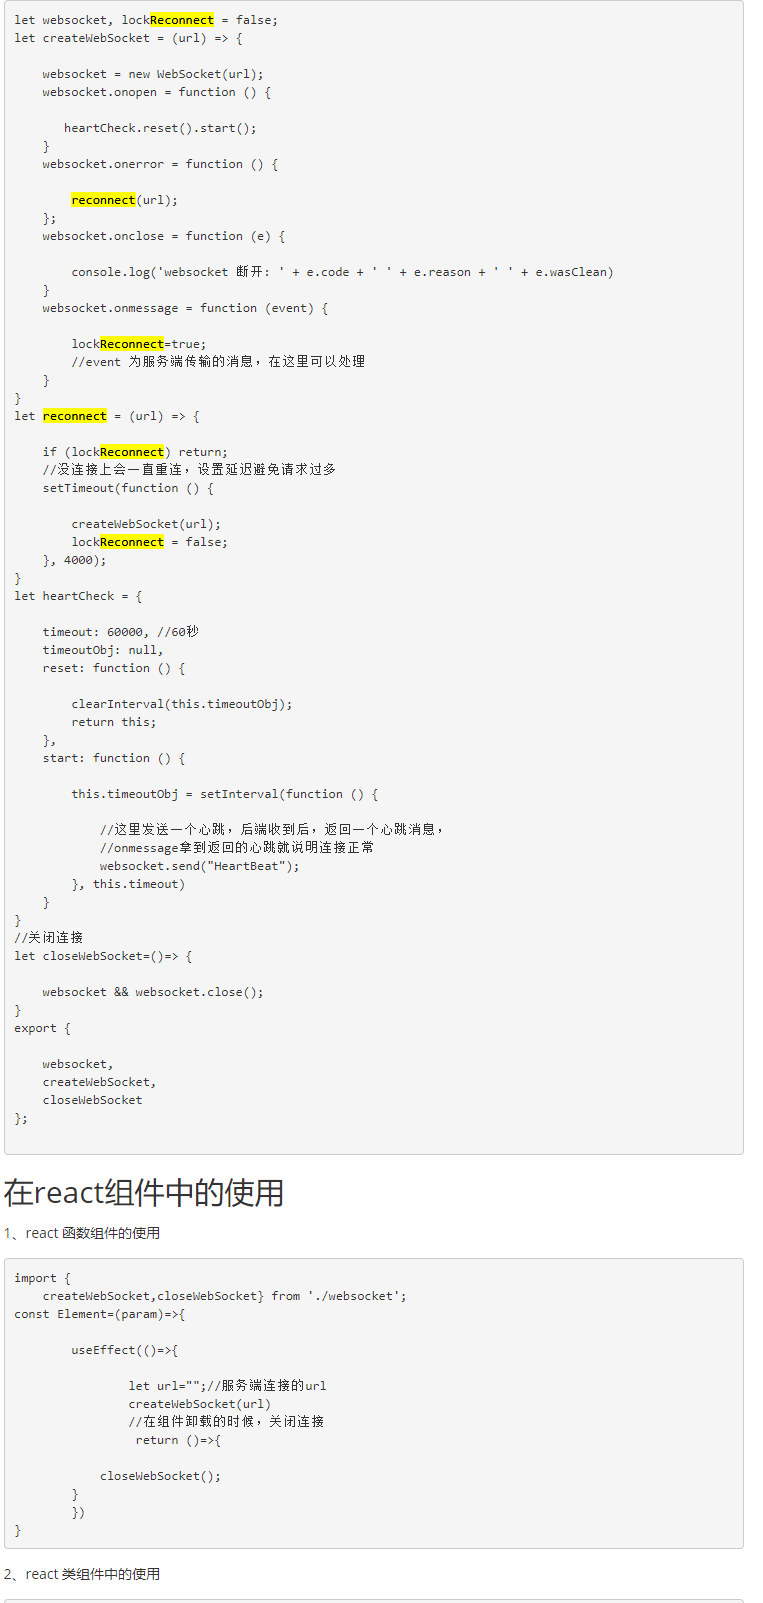 let websocket, lockReconnect = false;
let createWebSocket = (url) => {
websocket = new WebSocket(url);
websocket.onopen = function () {
heartCheck.reset().start();
}
websocket.onerror = function () {
reconnect(url);
};
websocket.onclose = function (e) {
console.log('websocket 断开: ' + e.code + ' ' + e.reason + ' ' + e.wasClean)
}
websocket.onmessage = function (event) {
lockReconnect=true;
//event 为服务端传输的消息，在这里可以处理
}
}
let reconnect = (url) => {
if (lockReconnect) return;
//没连接上会一直重连，设置延迟避免请求过多
setTimeout(function () {
createWebSocket(url);
lockReconnect = false;
}, 4000);
}
let heartCheck = {
timeout: 60000, //60秒
timeoutObj: null,
reset: function () {
clearInterval(this.timeoutObj);
return this;
},
start: function () {
this.timeoutObj = setInterval(function () {
//这里发送一个心跳，后端收到后，返回一个心跳消息，
//onmessage拿到返回的心跳就说明连接正常
websocket.send("HeartBeat");
}, this.timeout)
}
}
//关闭连接
let closeWebSocket=()=> {
websocket && websocket.close();
}
export {
websocket,
createWebSocket,
closeWebSocket
};
在react组件中的使用
1、react 函数组件的使用
import {
createWebSocket,closeWebSocket} from './websocket';
const Element=(param)=>{
useEffect(()=>{
let url="";//服务端连接的url
createWebSocket(url)
//在组件卸载的时候，关闭连接
return ()=>{
closeWebSocket();
}
})
}
2、react 类组件中的使用